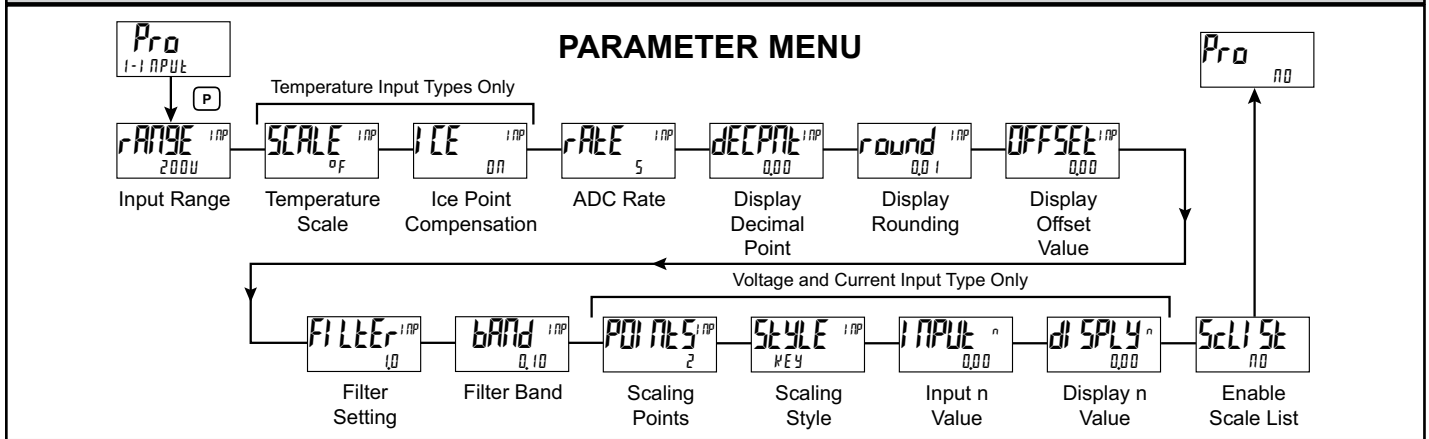 PARAMETER MENU
Pro
1-INPUt
P
Pro
NO
Temperature Input Types Only
rANGE INP
200U
Input Range
SCALE INP
°F
Temperature
Scale
ICE INP
ON
Ice Point
Compensation
rAtE INP
5
ADC Rate
dECPNt INP
0.00
Display
Decimal
Point
round INP
0.01
Display
Rounding
OFFSEt INP
0.00
Display
Offset
Value
Voltage and Current Input Type Only
FILtEr INP
1.0
Filter
Setting
bANd INP
0.10
Filter Band
POINtS INP
2
Scaling
Points
StYLE INP
KEY
Scaling
Style
INPUt n
0.00
Input n
Value
dISPLY n
0.00
Display n
Value
ScLISt
NO
Enable
Scale List